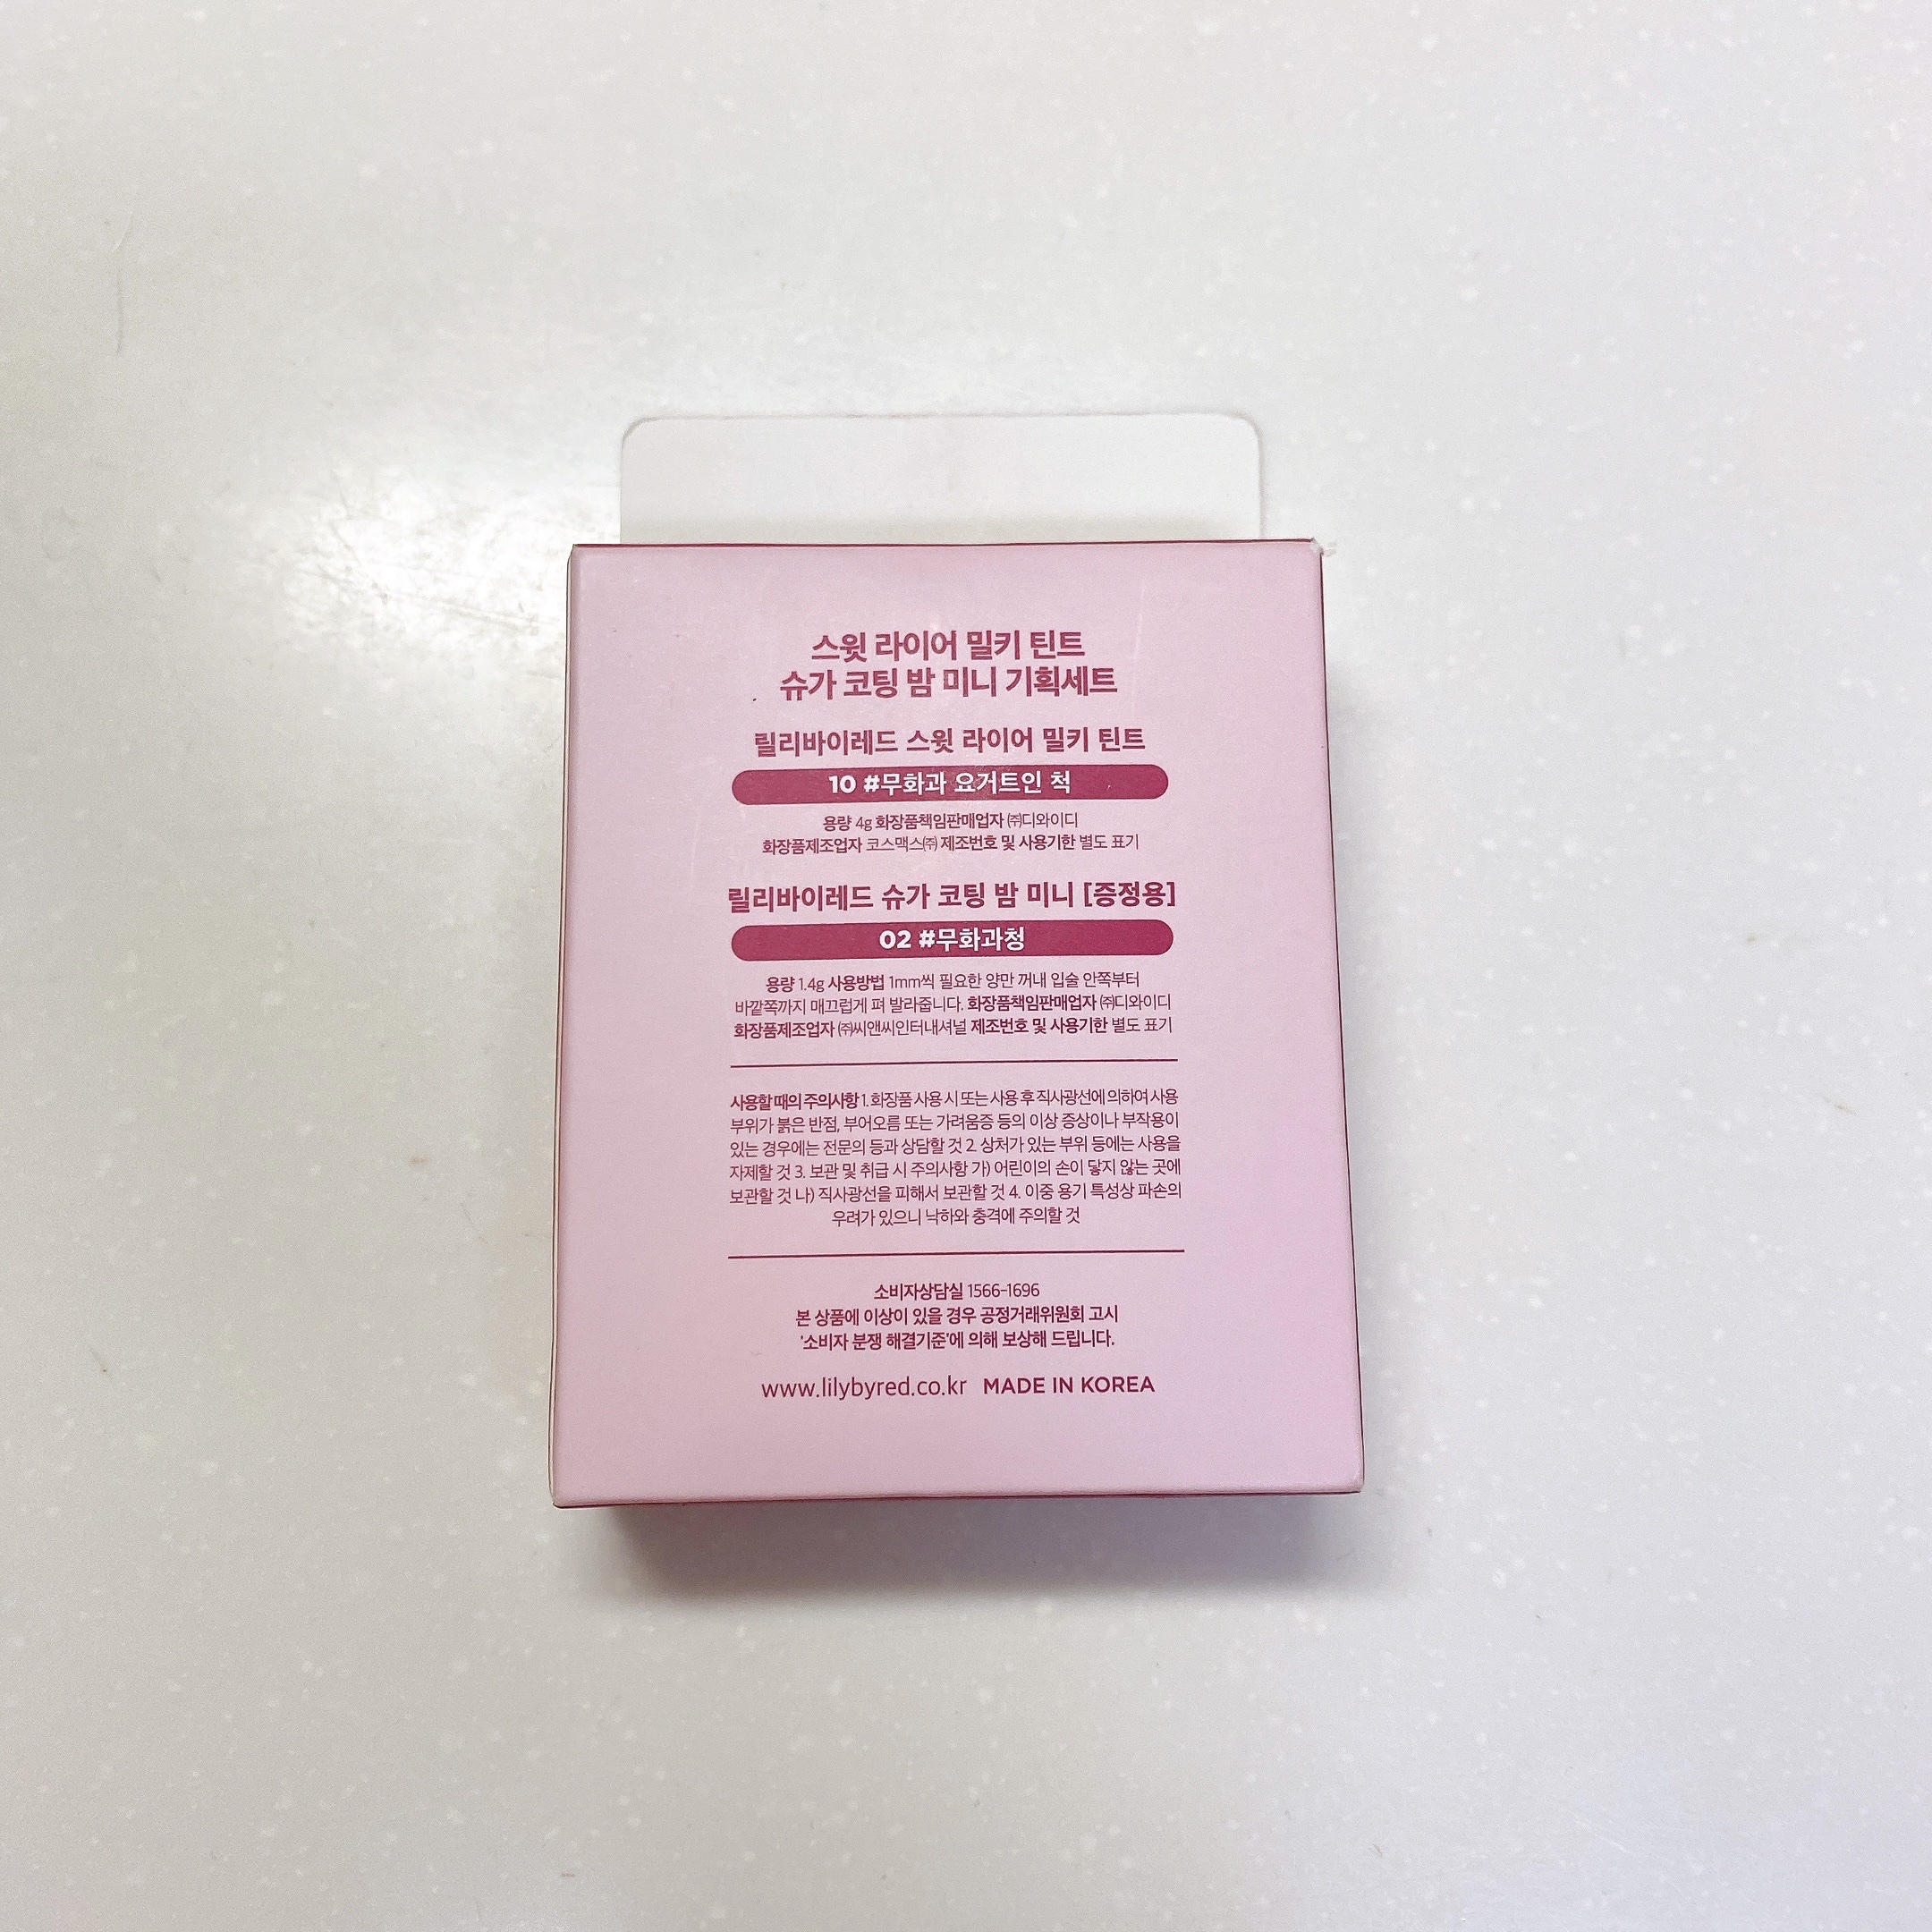 스윗 라이어 밀키 틴트
슈가 코팅 밤 미니 기획세트
릴리바이레드 스윗 라이어 밀키 틴트
10 #무화과 요거트인 척
용량 4g 화장품책임판매업자 ㈜디와이디
화장품제조업자 코스맥스㈜ 제조번호 및 사용기한 별도 표기
릴리바이레드 슈가 코팅 밤 미니 [증정용]
02 #무화과청
용량 1.4g 사용방법 1mm씩 필요한 양만 꺼내 입술 안쪽부터
바깥쪽까지 매끄럽게 펴 발라줍니다. 화장품책임판매업자 ㈜디와이디
화장품제조업자 ㈜씨앤씨인터내셔널 제조번호 및 사용기한 별도 표기
사용할 때의 주의사항 1. 화장품 사용 시 또는 사용 후 직사광선에 의하여 사용
부위가 붉은 반점, 부어오름 또는 가려움증 등의 이상 증상이나 부작용이
있는 경우에는 전문의 등과 상담할 것 2. 상처가 있는 부위 등에는 사용을
자제할 것 3. 보관 및 취급 시 주의사항 가) 어린이의 손이 닿지 않는 곳에
보관할 것 나) 직사광선을 피해서 보관할 것 4. 이중 용기 특성상 파손의
우려가 있으니 낙하와 충격에 주의할 것
소비자상담실 1566-1696
본 상품에 이상이 있을 경우 공정거래위원회 고시
'소비자 분쟁 해결기준'에 의해 보상해 드립니다.
www.lilybyred.co.kr MADE IN KOREA